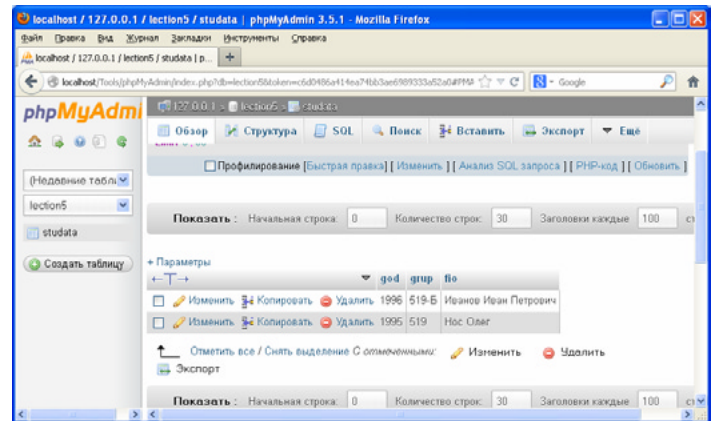 localhost / 127.0.0.1 / lection5 / studata | phpMyAdmin 3.5.1 - Mozilla Firefox
Файл Правка Вид Журнал Закладки Инструменты Справка
localhost / 127.0.0.1 / lection5 / studata | p...
localhost/Tools/phpMyAdmin/index.php?db=lection5&token=c6d0486a414ea74bb3ae6989333a52a0#PMA
Google
phpMyAdmi
127.0.0.1 » lection5 » studata
Обзор Структура SQL Поиск Вставить Экспорт Ещё
Профилирование [Быстрая правка] [ Изменить ] [ Анализ SQL запроса ] [ PHP-код ] [ Обновить ]
(Недавние табли
lection5
studata
Создать таблицу
Показать : Начальная строка: 0 Количество строк: 30 Заголовки каждые 100
+ Параметры
←T→ god grup fio
Изменить Копировать Удалить 1996 519-Б Иванов Иван Петрович
Изменить Копировать Удалить 1995 519 Нос Олег
Отметить все / Снять выделение С отмеченными: Изменить Удалить
Экспорт
Показать : Начальная строка: 0 Количество строк: 30 Заголовки каждые 100